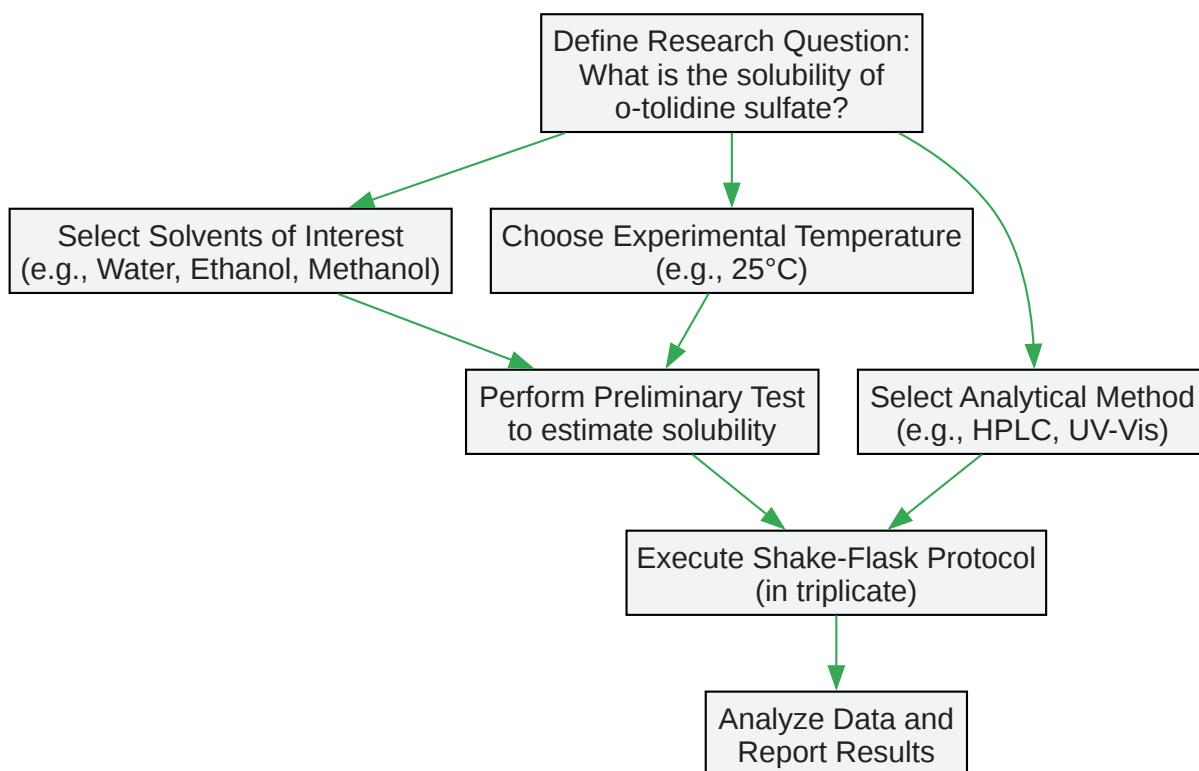 Define Research Question:
What is the solubility of
o-tolidine sulfate?
Select Solvents of Interest
(e.g., Water, Ethanol, Methanol)
Choose Experimental Temperature
(e.g., 25°C)
Perform Preliminary Test
to estimate solubility
Select Analytical Method
(e.g., HPLC, UV-Vis)
Execute Shake-Flask Protocol
(in triplicate)
Analyze Data and
Report Results